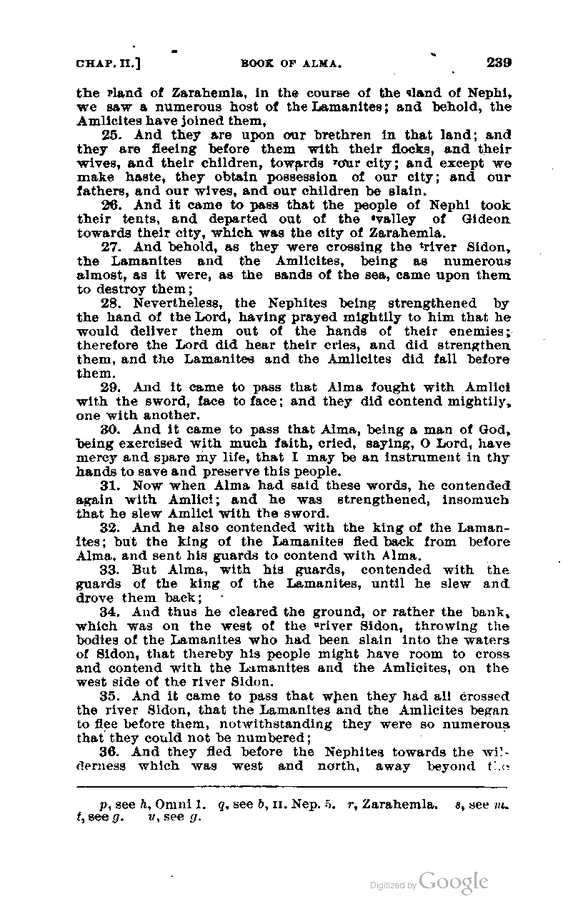 CHAP. II.] BOOK OF ALMA. 239
the ᵖland of Zarahemla, in the course of the ᑫland of Nephi,
we saw a numerous host of the Lamanites; and behold, the
Amlicites have joined them,
25. And they are upon our brethren in that land; and
they are fleeing before them with their flocks, and their
wives, and their children, towards ʳour city; and except we
make haste, they obtain possession of our city; and our
fathers, and our wives, and our children be slain.
26. And it came to pass that the people of Nephi took
their tents, and departed out of the ˢvalley of Gideon
towards their city, which was the city of Zarahemla.
27. And behold, as they were crossing the ᵗriver Sidon,
the Lamanites and the Amlicites, being as numerous
almost, as it were, as the sands of the sea, came upon them
to destroy them;
28. Nevertheless, the Nephites being strengthened by
the hand of the Lord, having prayed mightily to him that he
would deliver them out of the hands of their enemies;
therefore the Lord did hear their cries, and did strengthen
them, and the Lamanites and the Amlicites did fall before
them.
29. And it came to pass that Alma fought with Amlici
with the sword, face to face; and they did contend mightily,
one with another.
30. And it came to pass that Alma, being a man of God,
being exercised with much faith, cried, saying, O Lord, have
mercy and spare my life, that I may be an instrument in thy
hands to save and preserve this people.
31. Now when Alma had said these words, he contended
again with Amlici; and he was strengthened, insomuch
that he slew Amlici with the sword.
32. And he also contended with the king of the Laman-
ites; but the king of the Lamanites fled back from before
Alma, and sent his guards to contend with Alma.
33. But Alma, with his guards, contended with the
guards of the king of the Lamanites, until he slew and
drove them back;
34. And thus he cleared the ground, or rather the bank,
which was on the west of the ᵘriver Sidon, throwing the
bodies of the Lamanites who had been slain into the waters
of Sidon, that thereby his people might have room to cross
and contend with the Lamanites and the Amlicites, on the
west side of the river Sidon.
35. And it came to pass that when they had all crossed
the river Sidon, that the Lamanites and the Amlicites began
to flee before them, notwithstanding they were so numerous
that they could not be numbered;
36. And they fled before the Nephites towards the wil-
derness which was west and north, away beyond the
p, see h, Omni 1. q, see b, II. Nep. 5. r, Zarahemla. s, see m.
t, see g. u, see g.
Digitized by Google